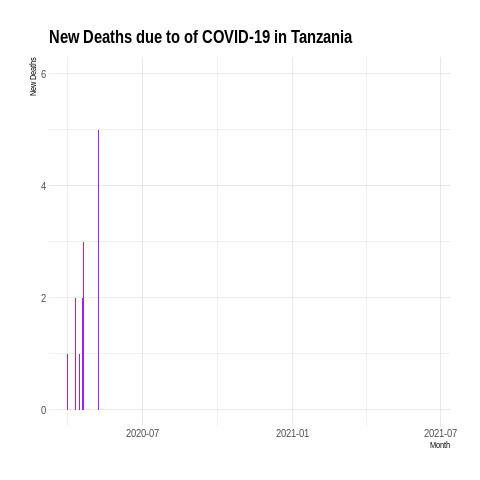 New Deaths due to of COVID-19 in Tanzania
New Deaths
6
4
2
0
2020-07
2021-01
2021-07
Month